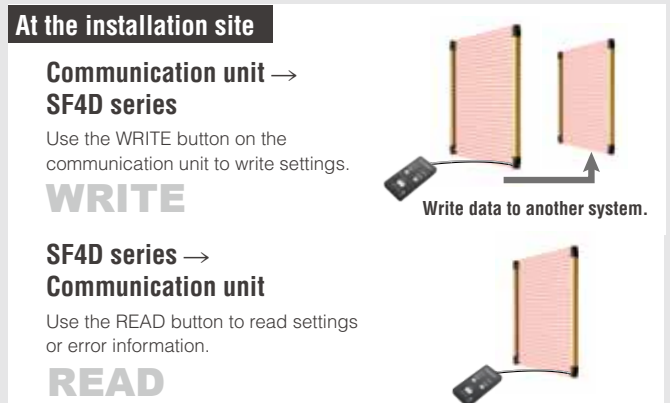 At the installation site
Communication unit →
SF4D series
Use the WRITE button on the
communication unit to write settings.
WRITE
Write data to another system.
SF4D series →
Communication unit
Use the READ button to read settings
or error information.
READ